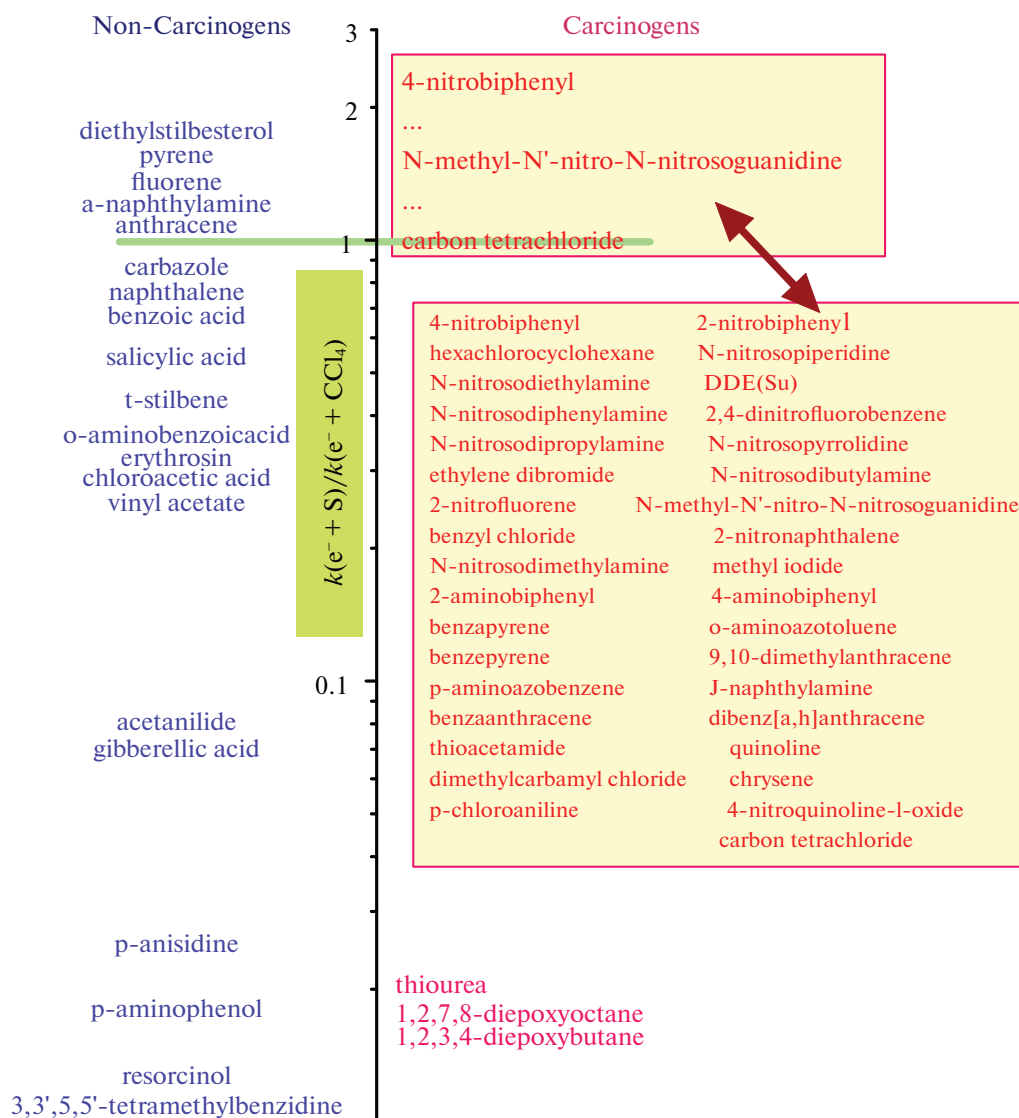 Non-Carcinogens
Carcinogens
3
2
1
0.1
k(e⁻ + S)/k(e⁻ + CCl₄)
diethylstilbesterol
pyrene
fluorene
a-naphthylamine
anthracene
carbazole
naphthalene
benzoic acid
salicylic acid
t-stilbene
o-aminobenzoicacid
erythrosin
chloroacetic acid
vinyl acetate
acetanilide
gibberellic acid
p-anisidine
p-aminophenol
resorcinol
3,3',5,5'-tetramethylbenzidine
4-nitrobiphenyl
...
N-methyl-N'-nitro-N-nitrosoguanidine
...
carbon tetrachloride
4-nitrobiphenyl 2-nitrobiphenyl
hexachlorocyclohexane N-nitrosopiperidine
N-nitrosodiethylamine DDE(Su)
N-nitrosodiphenylamine 2,4-dinitrofluorobenzene
N-nitrosodipropylamine N-nitrosopyrrolidine
ethylene dibromide N-nitrosodibutylamine
2-nitrofluorene N-methyl-N'-nitro-N-nitrosoguanidine
benzyl chloride 2-nitronaphthalene
N-nitrosodimethylamine methyl iodide
2-aminobiphenyl 4-aminobiphenyl
benzapyrene o-aminoazotoluene
benzepyrene 9,10-dimethylanthracene
p-aminoazobenzene J-naphthylamine
benzaanthracene dibenz[a,h]anthracene
thioacetamide quinoline
dimethylcarbamyl chloride chrysene
p-chloroaniline 4-nitroquinoline-l-oxide
carbon tetrachloride
thiourea
1,2,7,8-diepoxyoctane
1,2,3,4-diepoxybutane